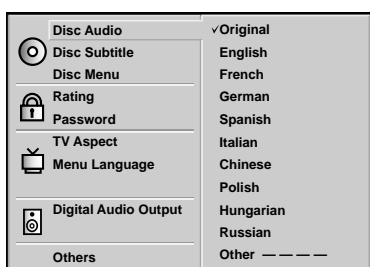 Disc Audio
Disc Subtitle
Disc Menu
Rating
Password
TV Aspect
Menu Language
Digital Audio Output
Others
✓Original
English
French
German
Spanish
Italian
Chinese
Polish
Hungarian
Russian
Other — — — —